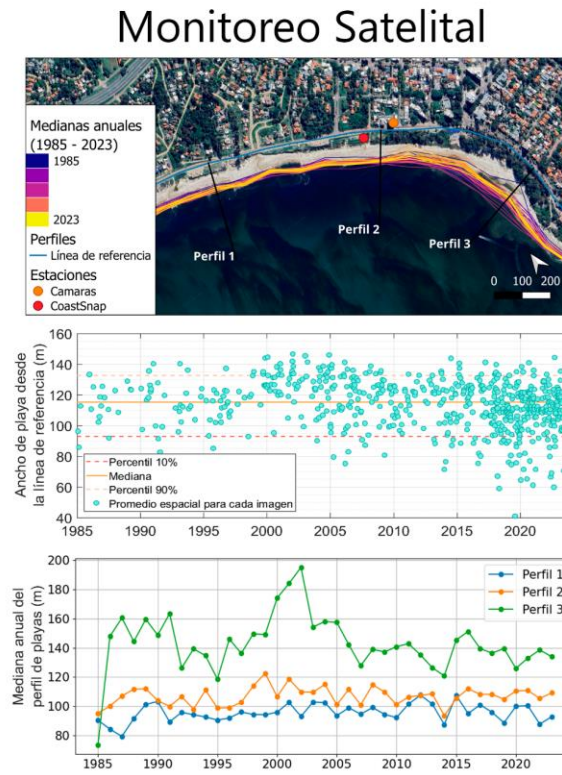 Monitoreo Satelital
Medianas anuales
(1985 - 2023)
1985
2023
Perfiles
Línea de referencia
Estaciones
Camaras
CoastSnap
Perfil 1
Perfil 2
Perfil 3
0 100 200
Ancho de playa desde
la línea de referencia (m)
160
140
120
100
80
60
40
Percentil 10%
Mediana
Percentil 90%
Promedio espacial para cada imagen
1985 1990 1995 2000 2005 2010 2015 2020
Mediana anual del
perfil de playas (m)
200
180
160
140
120
100
80
Perfil 1
Perfil 2
Perfil 3
1985 1990 1995 2000 2005 2010 2015 2020